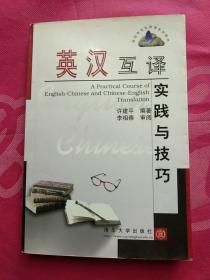 英汉互译
实践与技巧
A Practical Course of
English-Chinese and Chinese-English
Translation
许建平 编著
李相崇 审阅
Chinese
清华大学出版社